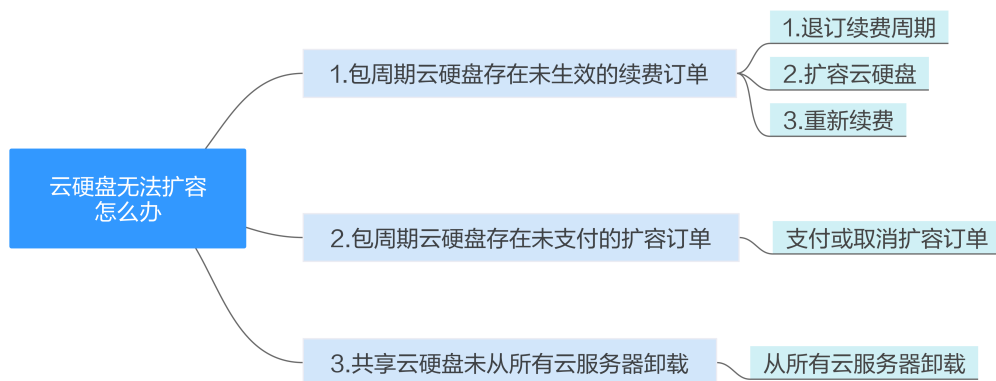 云硬盘无法扩容
怎么办
1.包周期云硬盘存在未生效的续费订单
1.退订续费周期
2.扩容云硬盘
3.重新续费
2.包周期云硬盘存在未支付的扩容订单
支付或取消扩容订单
3.共享云硬盘未从所有云服务器卸载
从所有云服务器卸载